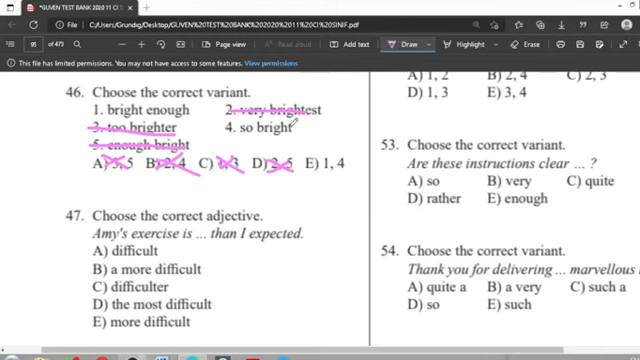 GUVEN TEST BANK 2020 11 CI SINIF.pdf
File | C:/Users/Grundig/Desktop/GUVEN%20TEST%20BANK%202020%2011%20CI%20SINIF.pdf
95 of 473
Page view
Read aloud
Add text
Draw
Highlight
Erase
This file has limited permissions. You may not have access to some features. View permissions
46. Choose the correct variant.
1. bright enough 2. very brightest
3. too brighter 4. so bright
5. enough bright
A) 3, 5 B) 2, 4 C) 1, 3 D) 2, 5 E) 1, 4
47. Choose the correct adjective.
Amy's exercise is ... than I expected.
A) difficult
B) a more difficult
C) difficulter
D) the most difficult
E) more difficult
A) 1, 2 B) 2, 4 C) 2, 3
D) 1, 3 E) 3, 4
53. Choose the correct variant.
Are these instructions clear ... ?
A) so B) very C) quite
D) rather E) enough
54. Choose the correct variant.
Thank you for delivering ... marvellous
A) quite a B) a very C) such a
D) so E) such